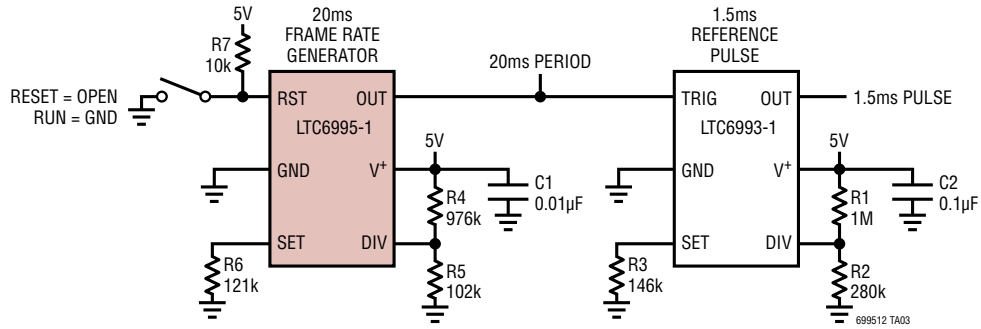 5V
R7
10k
RESET = OPEN
RUN = GND
20ms
FRAME RATE
GENERATOR
RST
OUT
LTC6995-1
GND
V+
SET
DIV
R6
121k
5V
R4
976k
C1
0.01µF
R5
102k
20ms PERIOD
1.5ms
REFERENCE
PULSE
TRIG
OUT
1.5ms PULSE
LTC6993-1
GND
V+
SET
DIV
R3
146k
5V
R1
1M
C2
0.1µF
R2
280k
699512 TA03